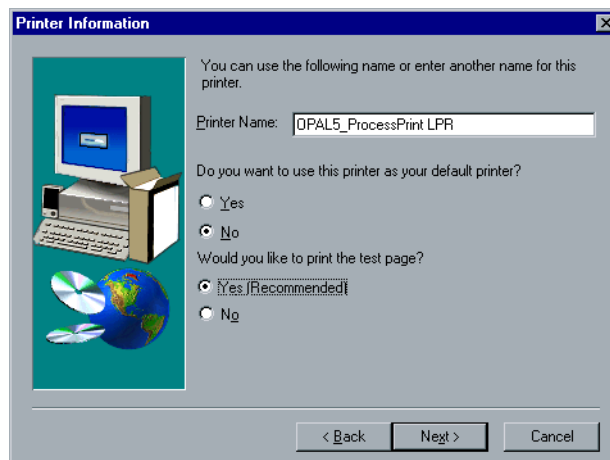 Printer Information
You can use the following name or enter another name for this
printer.
Printer Name: OPAL5_ProcessPrint LPR
Do you want to use this printer as your default printer?
Yes
No
Would you like to print the test page?
Yes (Recommended)
No
< Back Next > Cancel